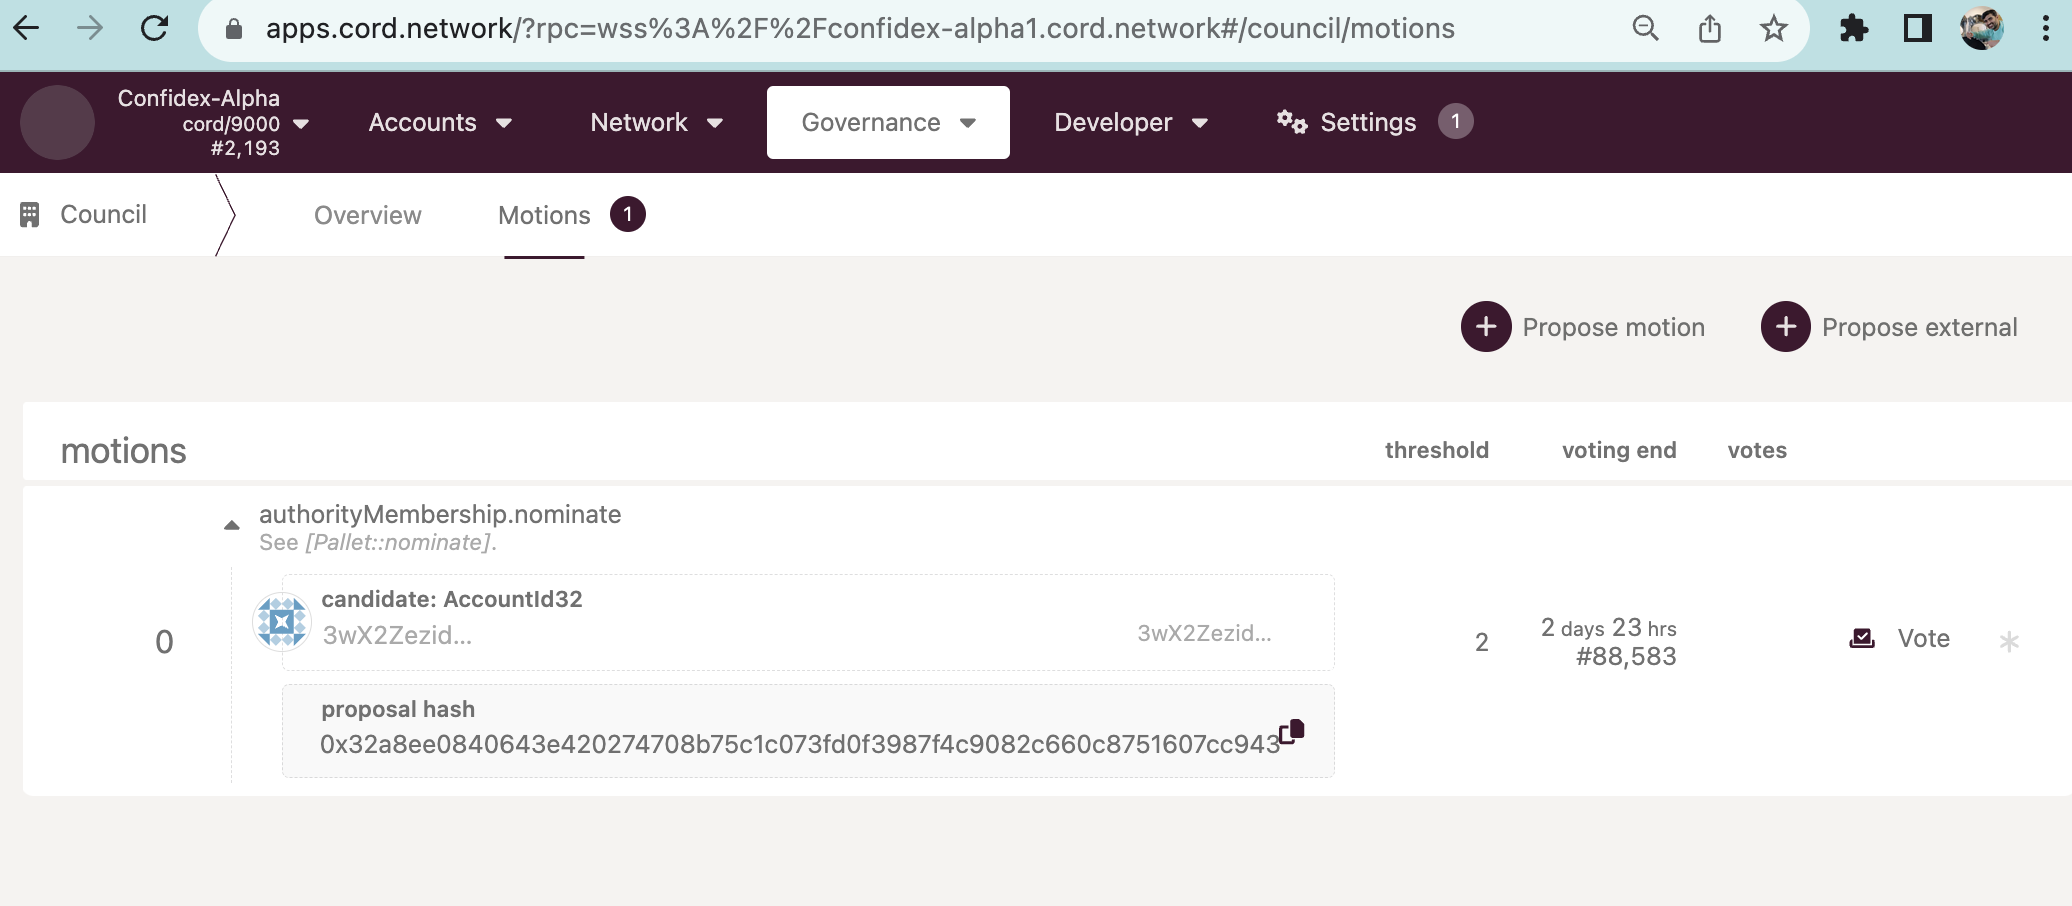 apps.cord.network/?rpc=wss%3A%2F%2Fconfidex-alpha1.cord.network#/council/motions
Confidex-Alpha
cord/9000
#2,193
Accounts
Network
Governance
Developer
Settings
1
Council
Overview
Motions
1
Propose motion
Propose external
motions
threshold
voting end
votes
0
authorityMembership.nominate
See [Pallet::nominate].
candidate: AccountId32
3wX2Zezid...
3wX2Zezid...
proposal hash
0x32a8ee0840643e420274708b75c1c073fd0f3987f4c9082c660c8751607cc943
2
2 days 23 hrs
#88,583
Vote